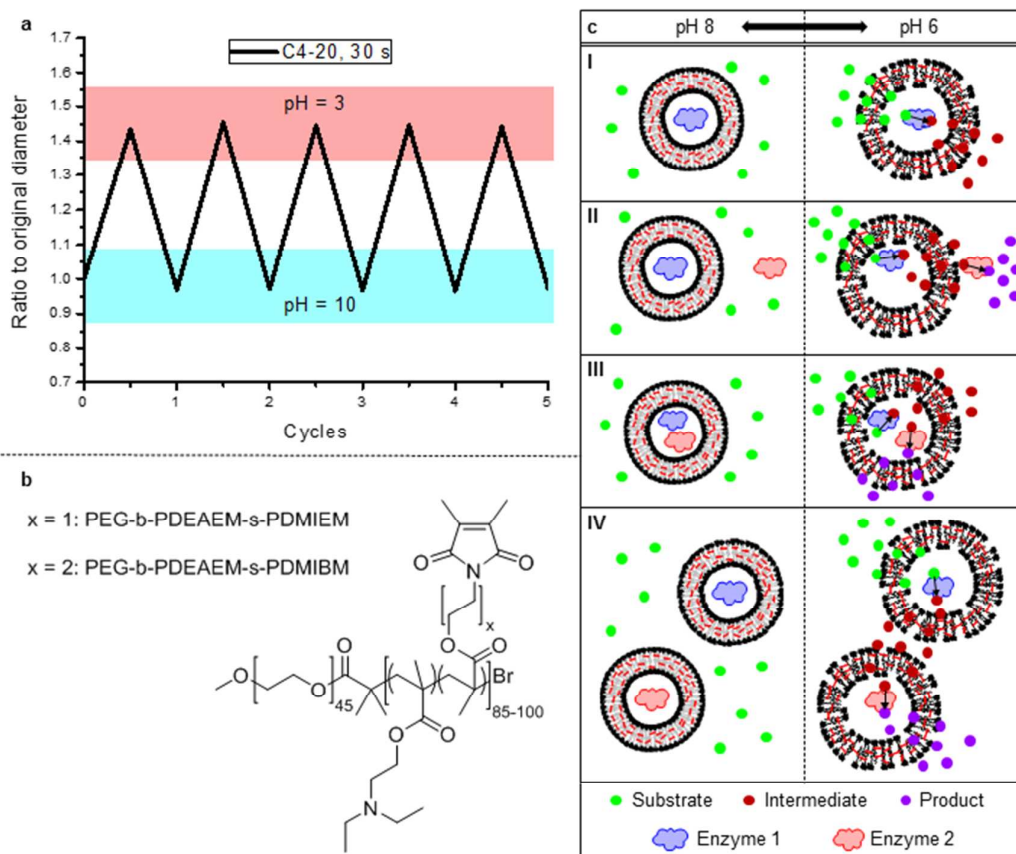 a
1.7
1.6
1.5
1.4
1.3
1.2
1.1
1.0
0.9
0.8
0.7
Ratio to original diameter
C4-20, 30 s
pH = 3
pH = 10
0 1 2 3 4 5
Cycles
b
x = 1: PEG-b-PDEAEM-s-PDMIEM
x = 2: PEG-b-PDEAEM-s-PDMIBM
O O
N
x
O O
O O Br
O O 45 85-100
O O
N
c
pH 8 pH 6
I
II
III
IV
Substrate Intermediate Product
Enzyme 1 Enzyme 2